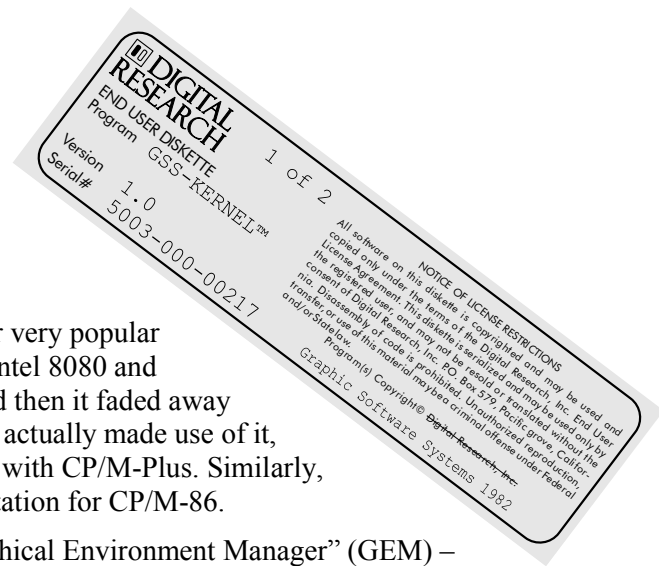 DIGITAL
RESEARCH
END USER DISKETTE
Program GSS-KERNEL™
1 of 2
Version 1.0
Serial# 5003-000-00217
NOTICE OF LICENSE RESTRICTIONS
All software on this diskette is copyrighted and may be used and
copied only under the terms of the Digital Research, Inc. End User
License Agreement. This diskette is serialized and may be used only by
the registered user, and may not be resold or translated without the
consent of Digital Research, Inc. P.O. Box 579, Pacific grove, Califor-
nia. Disassembly of code is prohibited. Unauthorized reproduction,
transfer, or use of this material maybea criminal offense under Federal
and/orStatelaw.
Program(s) Copyright© Digital Research, Inc.
Graphic Software Systems 1982
r very popular
ntel 8080 and
d then it faded away
actually made use of it,
with CP/M-Plus. Similarly,
tation for CP/M-86.
hical Environment Manager” (GEM) –